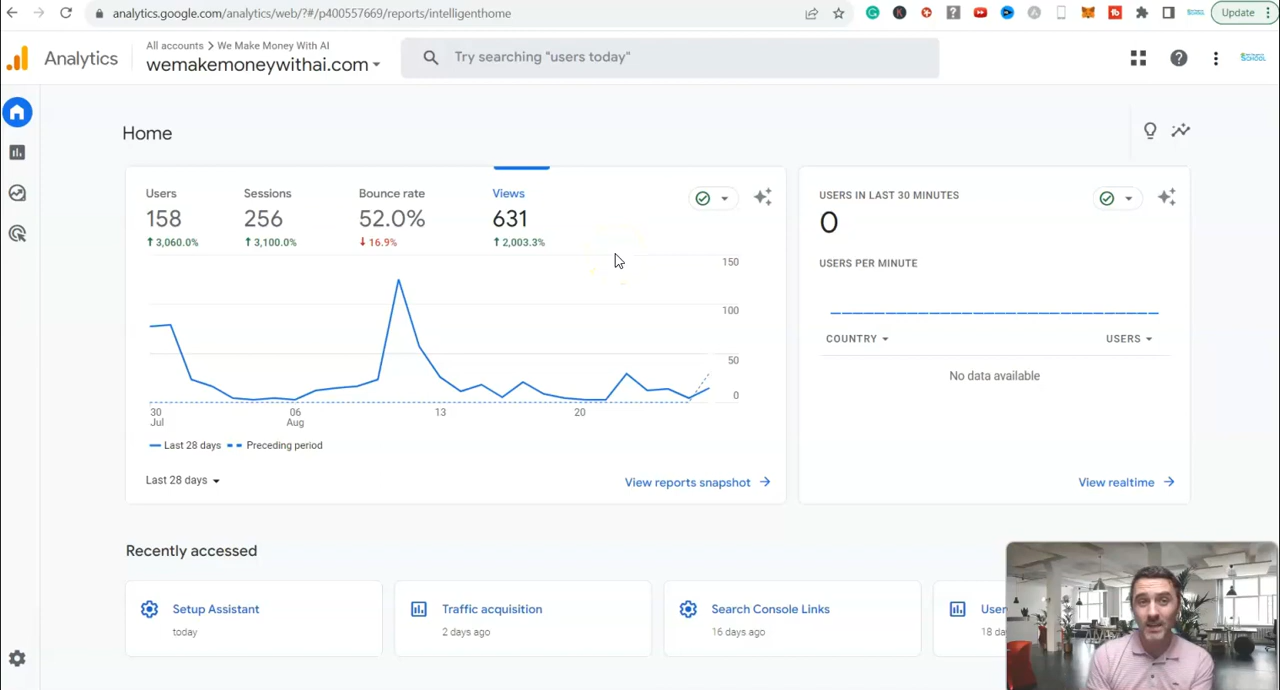 analytics.google.com/analytics/web/?#/p400557669/reports/intelligenthome
Update
Analytics
All accounts > We Make Money With AI
wemakemoneywithai.com
Try searching "users today"
Home
Users
158
↑ 3,060.0%
Sessions
256
↑ 3,100.0%
Bounce rate
52.0%
↓ 16.9%
Views
631
↑ 2,003.3%
150
100
50
0
30
Jul
06
Aug
13
20
Last 28 days
Preceding period
Last 28 days
View reports snapshot
USERS IN LAST 30 MINUTES
0
USERS PER MINUTE
COUNTRY
USERS
No data available
View realtime
Recently accessed
Setup Assistant
today
Traffic acquisition
2 days ago
Search Console Links
16 days ago
User
18 da